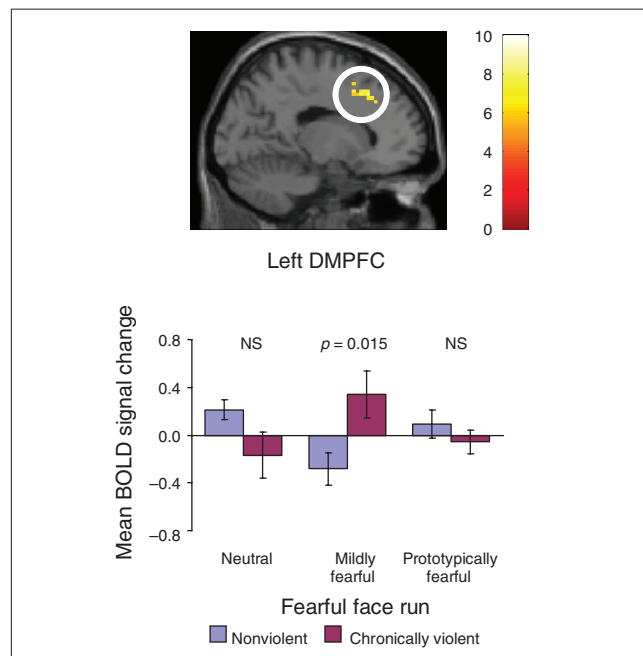 10
8
6
4
2
0
Left DMPFC
Mean BOLD signal change
0.8
0.4
0.0
−0.4
−0.8
NS p = 0.015 NS
Neutral Mildly fearful Prototypically fearful
Fearful face run
Nonviolent Chronically violent